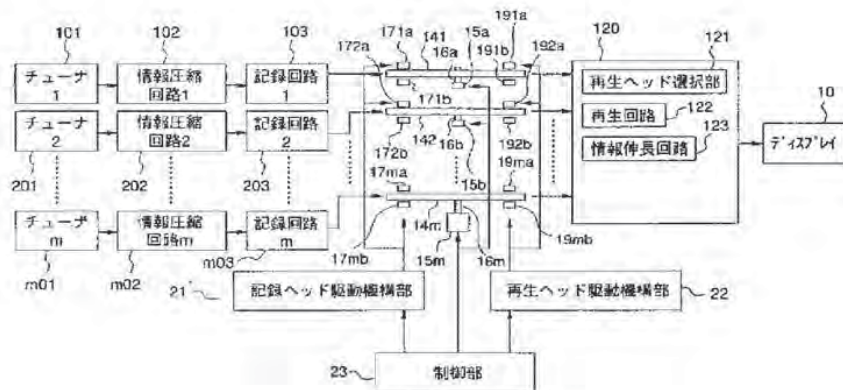 101 102 103 171a 141 15a 191a 120 121
172a 16a 191b 192a
チューナ 1 情報圧縮 回路1 記録回路 1 再生ヘッド選択部
171b 再生回路 122 10
チューナ 2 情報圧縮 回路2 記録回路 2 142 16b 情報伸長回路 123 ディスプレイ
201 202 203 172b 15b 192b
17ma 19ma
チューナ m 情報圧縮 回路m 記録回路 m
14m
m01 m02 m03 17mb 15m 16m 19mb
21 記録ヘッド駆動機構部 再生ヘッド駆動機構部 22
23 制御部